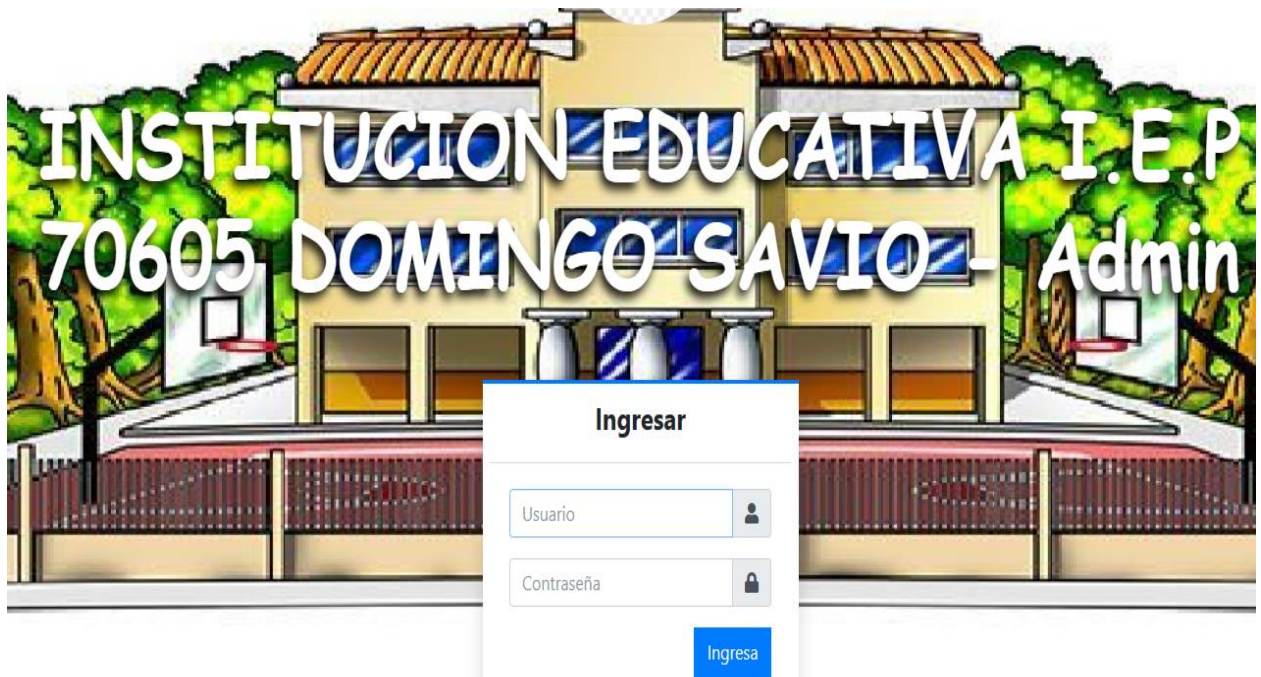 INSTITUCION EDUCATIVA I.E.P
70605 DOMINGO SAVIO - Admin
Ingresar
Usuario
Contraseña
Ingresa